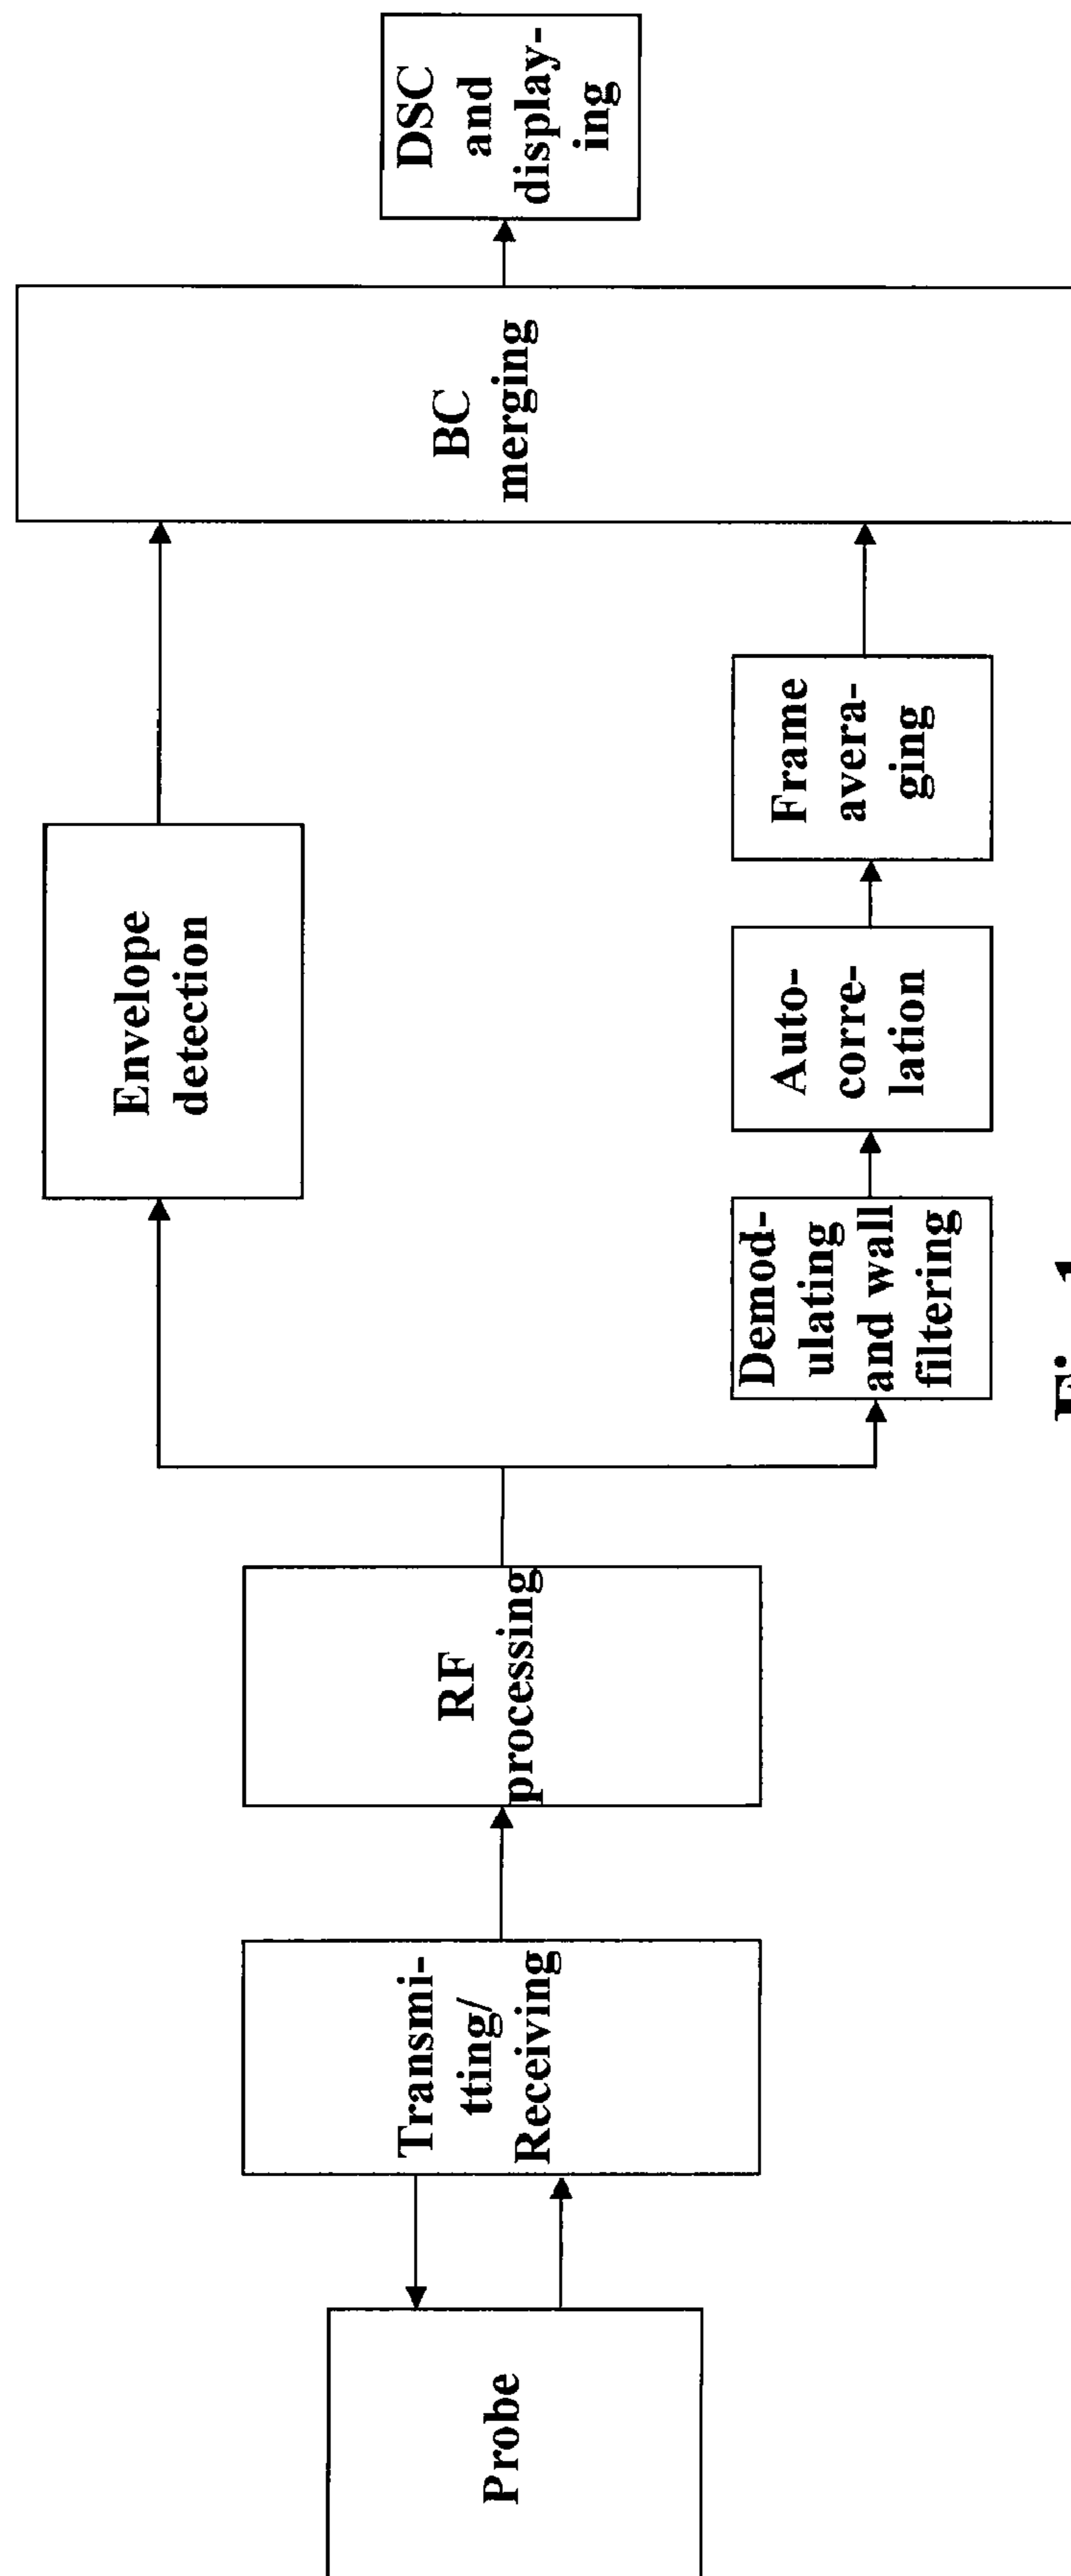 Probe
Transmi-
tting/
Receiving
RF
processing
Envelope
detection
Demod-
ulating
and wall
filtering
Auto-
corre-
lation
Frame
avera-
ging
BC
merging
DSC
and
display-
ing